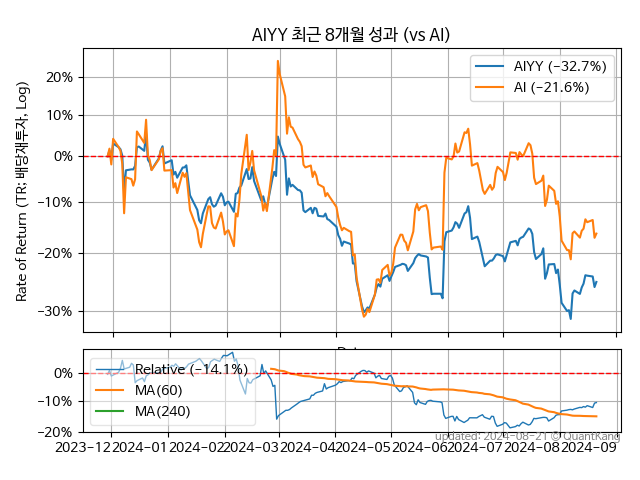 AIYY 최근 8개월 성과 (vs AI)
Rate of Return (TR: 배당재투자, Log)
20%
10%
0%
−10%
−20%
−30%
AIYY (−32.7%)
AI (−21.6%)
0%
−10%
−20%
Relative (−14.1%)
MA(60)
MA(240)
updated: 2024-08-21 © QuantKang
2023-12 2024-01 2024-02 2024-03 2024-04 2024-05 2024-06 2024-07 2024-08 2024-09